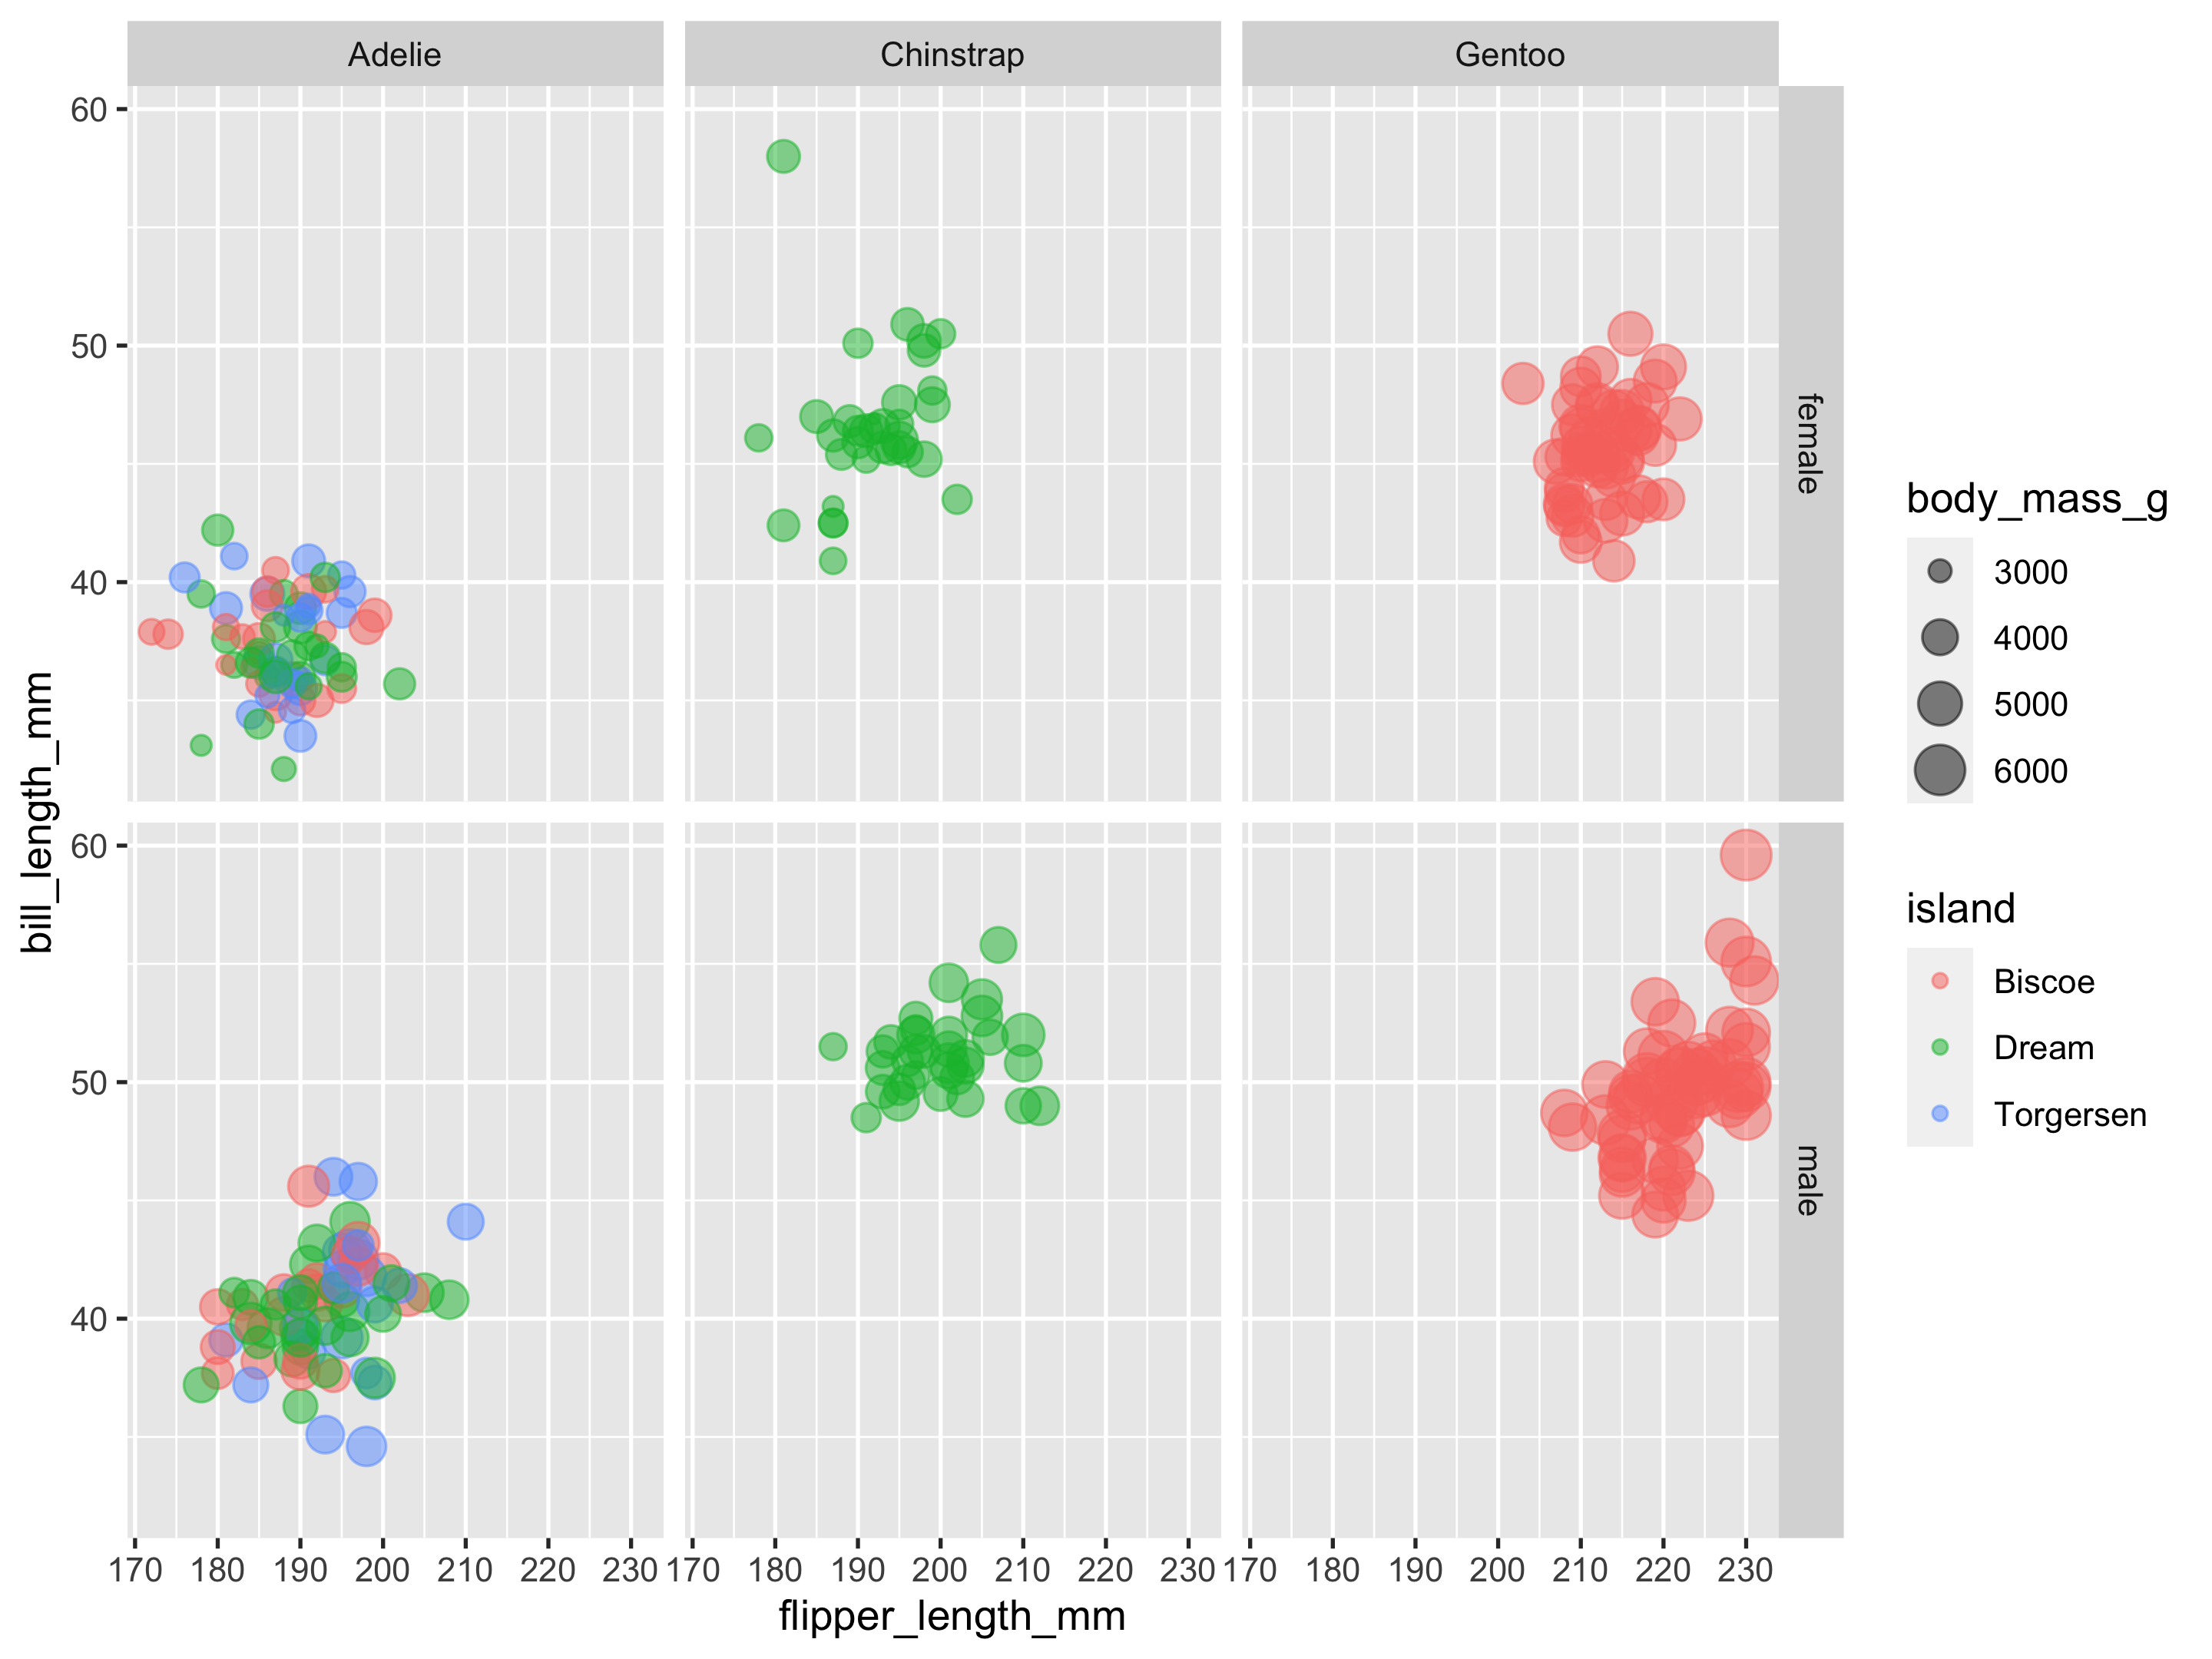 Adelie
Chinstrap
Gentoo
60
50
40
female
60
50
40
male
bill_length_mm
170 180 190 200 210 220 230
170 180 190 200 210 220 230
170 180 190 200 210 220 230
flipper_length_mm
body_mass_g
3000
4000
5000
6000
island
Biscoe
Dream
Torgersen